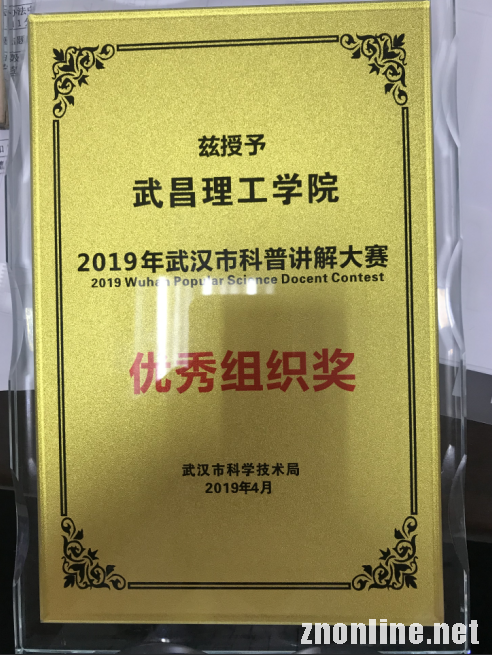 兹授予
武昌理工学院
2019年武汉市科普讲解大赛
2019 Wuhan Popular Science Docent Contest
优秀组织奖
武汉市科学技术局
2019年4月
znonline.net